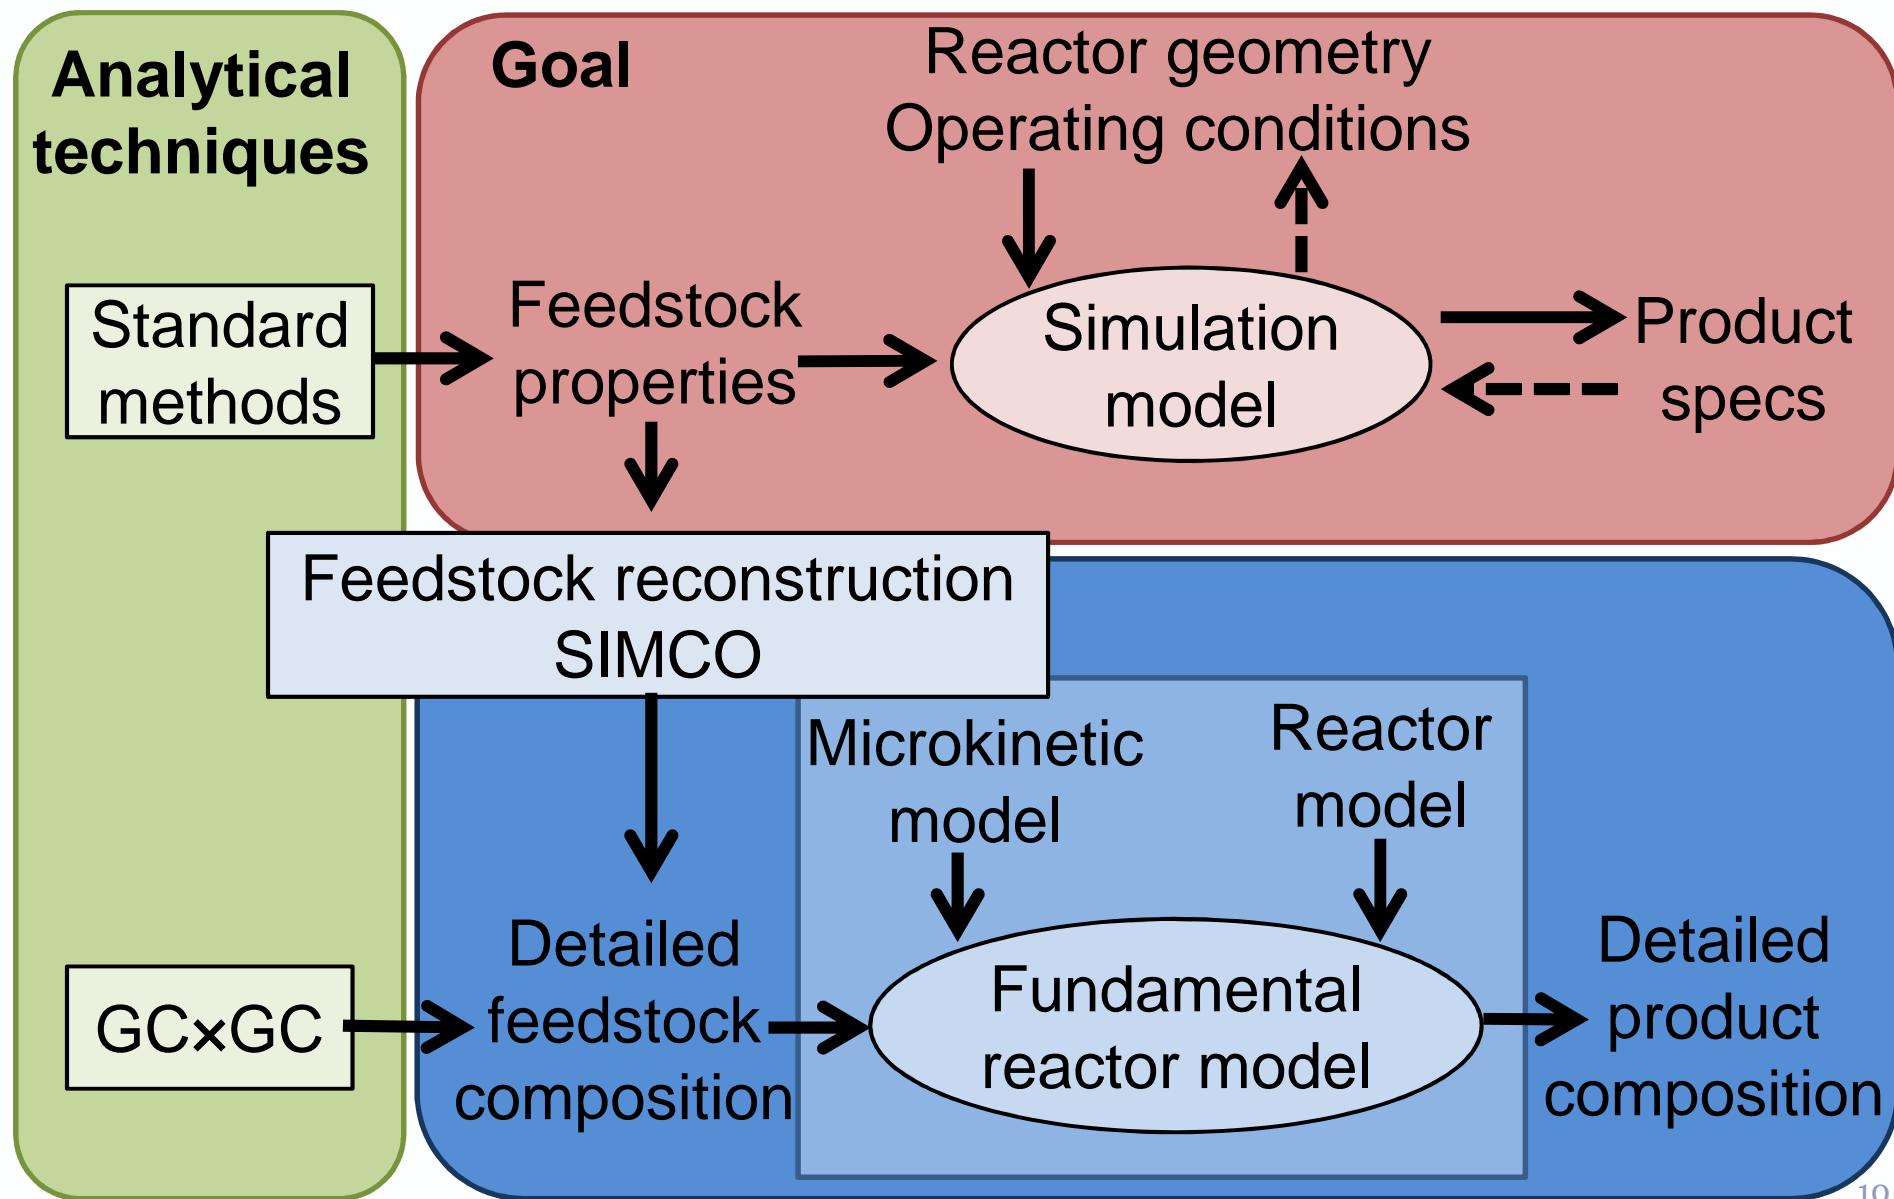 Analytical
techniques
Goal
Reactor geometry
Operating conditions
Standard
methods
Feedstock
properties
Simulation
model
Product
specs
Feedstock reconstruction
SIMCO
Microkinetic
model
Reactor
model
GC×GC
Detailed
feedstock
composition
Fundamental
reactor model
Detailed
product
composition
19